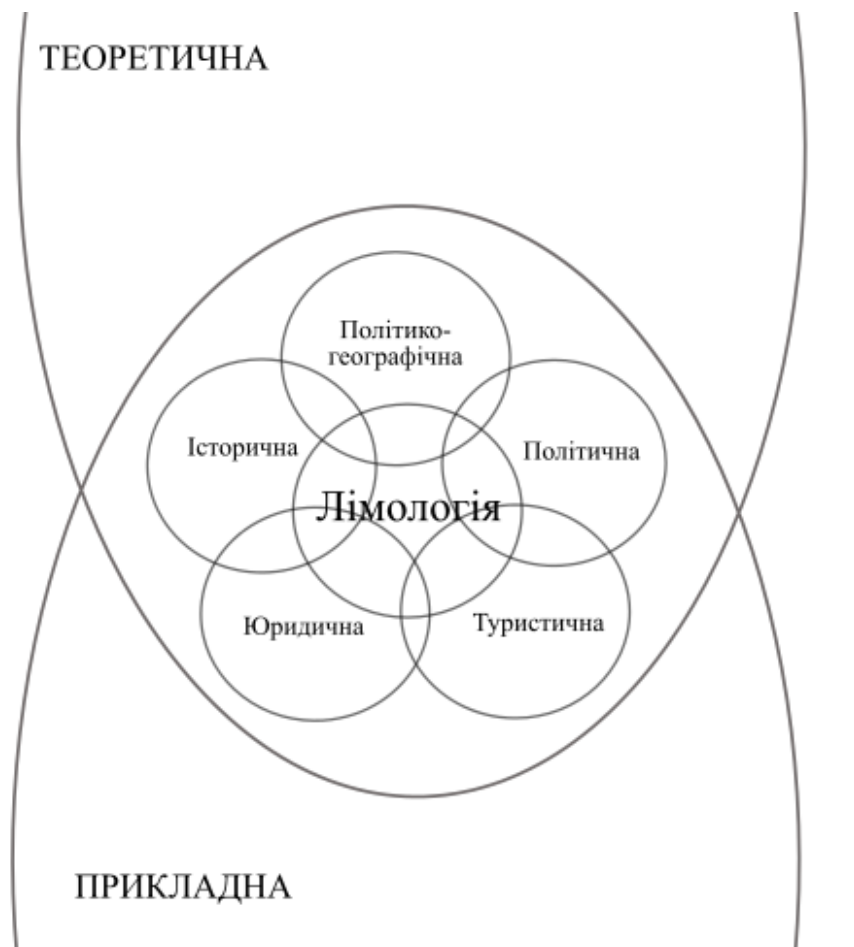 ТЕОРЕТИЧНА
Політико-
географічна
Історична
Політична
Лімологія
Юридична
Туристична
ПРИКЛАДНА